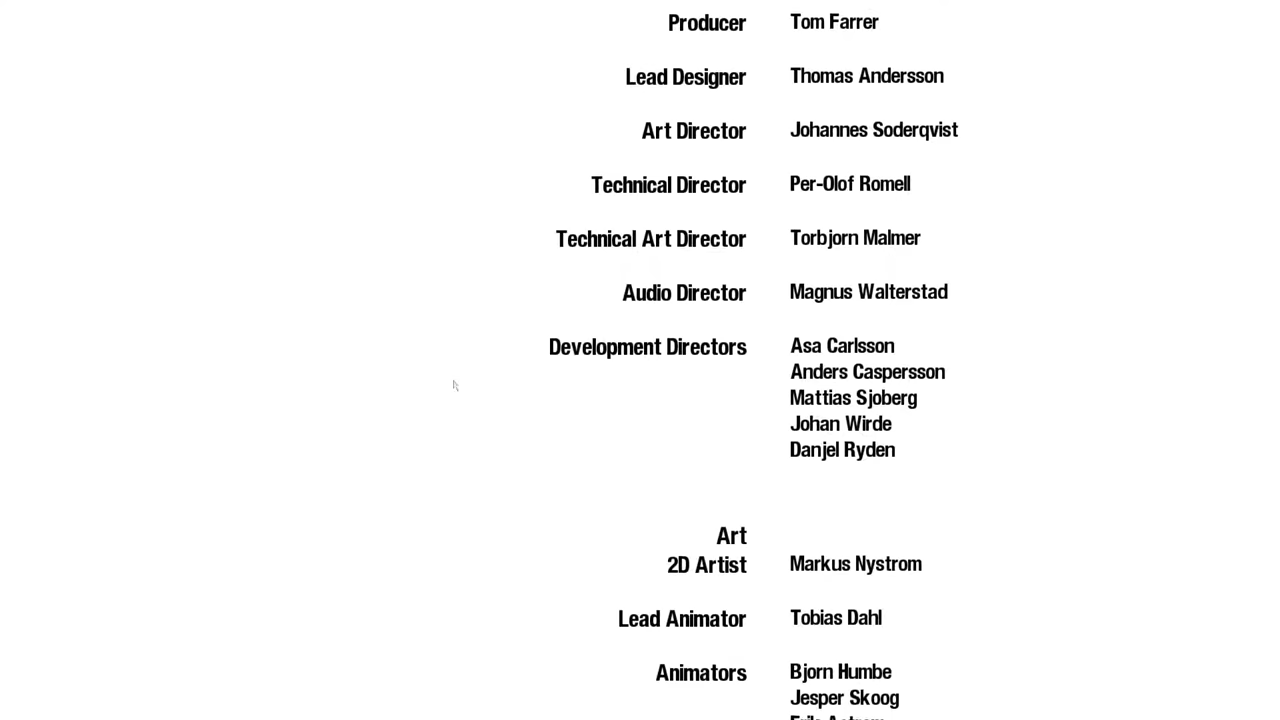 Producer Tom Farrer
Lead Designer Thomas Andersson
Art Director Johannes Soderqvist
Technical Director Per-Olof Romell
Technical Art Director Torbjorn Malmer
Audio Director Magnus Walterstad
Development Directors Asa Carlsson
Anders Caspersson
Mattias Sjoberg
Johan Wirde
Danjel Ryden
Art
2D Artist Markus Nystrom
Lead Animator Tobias Dahl
Animators Bjorn Humbe
Jesper Skoog